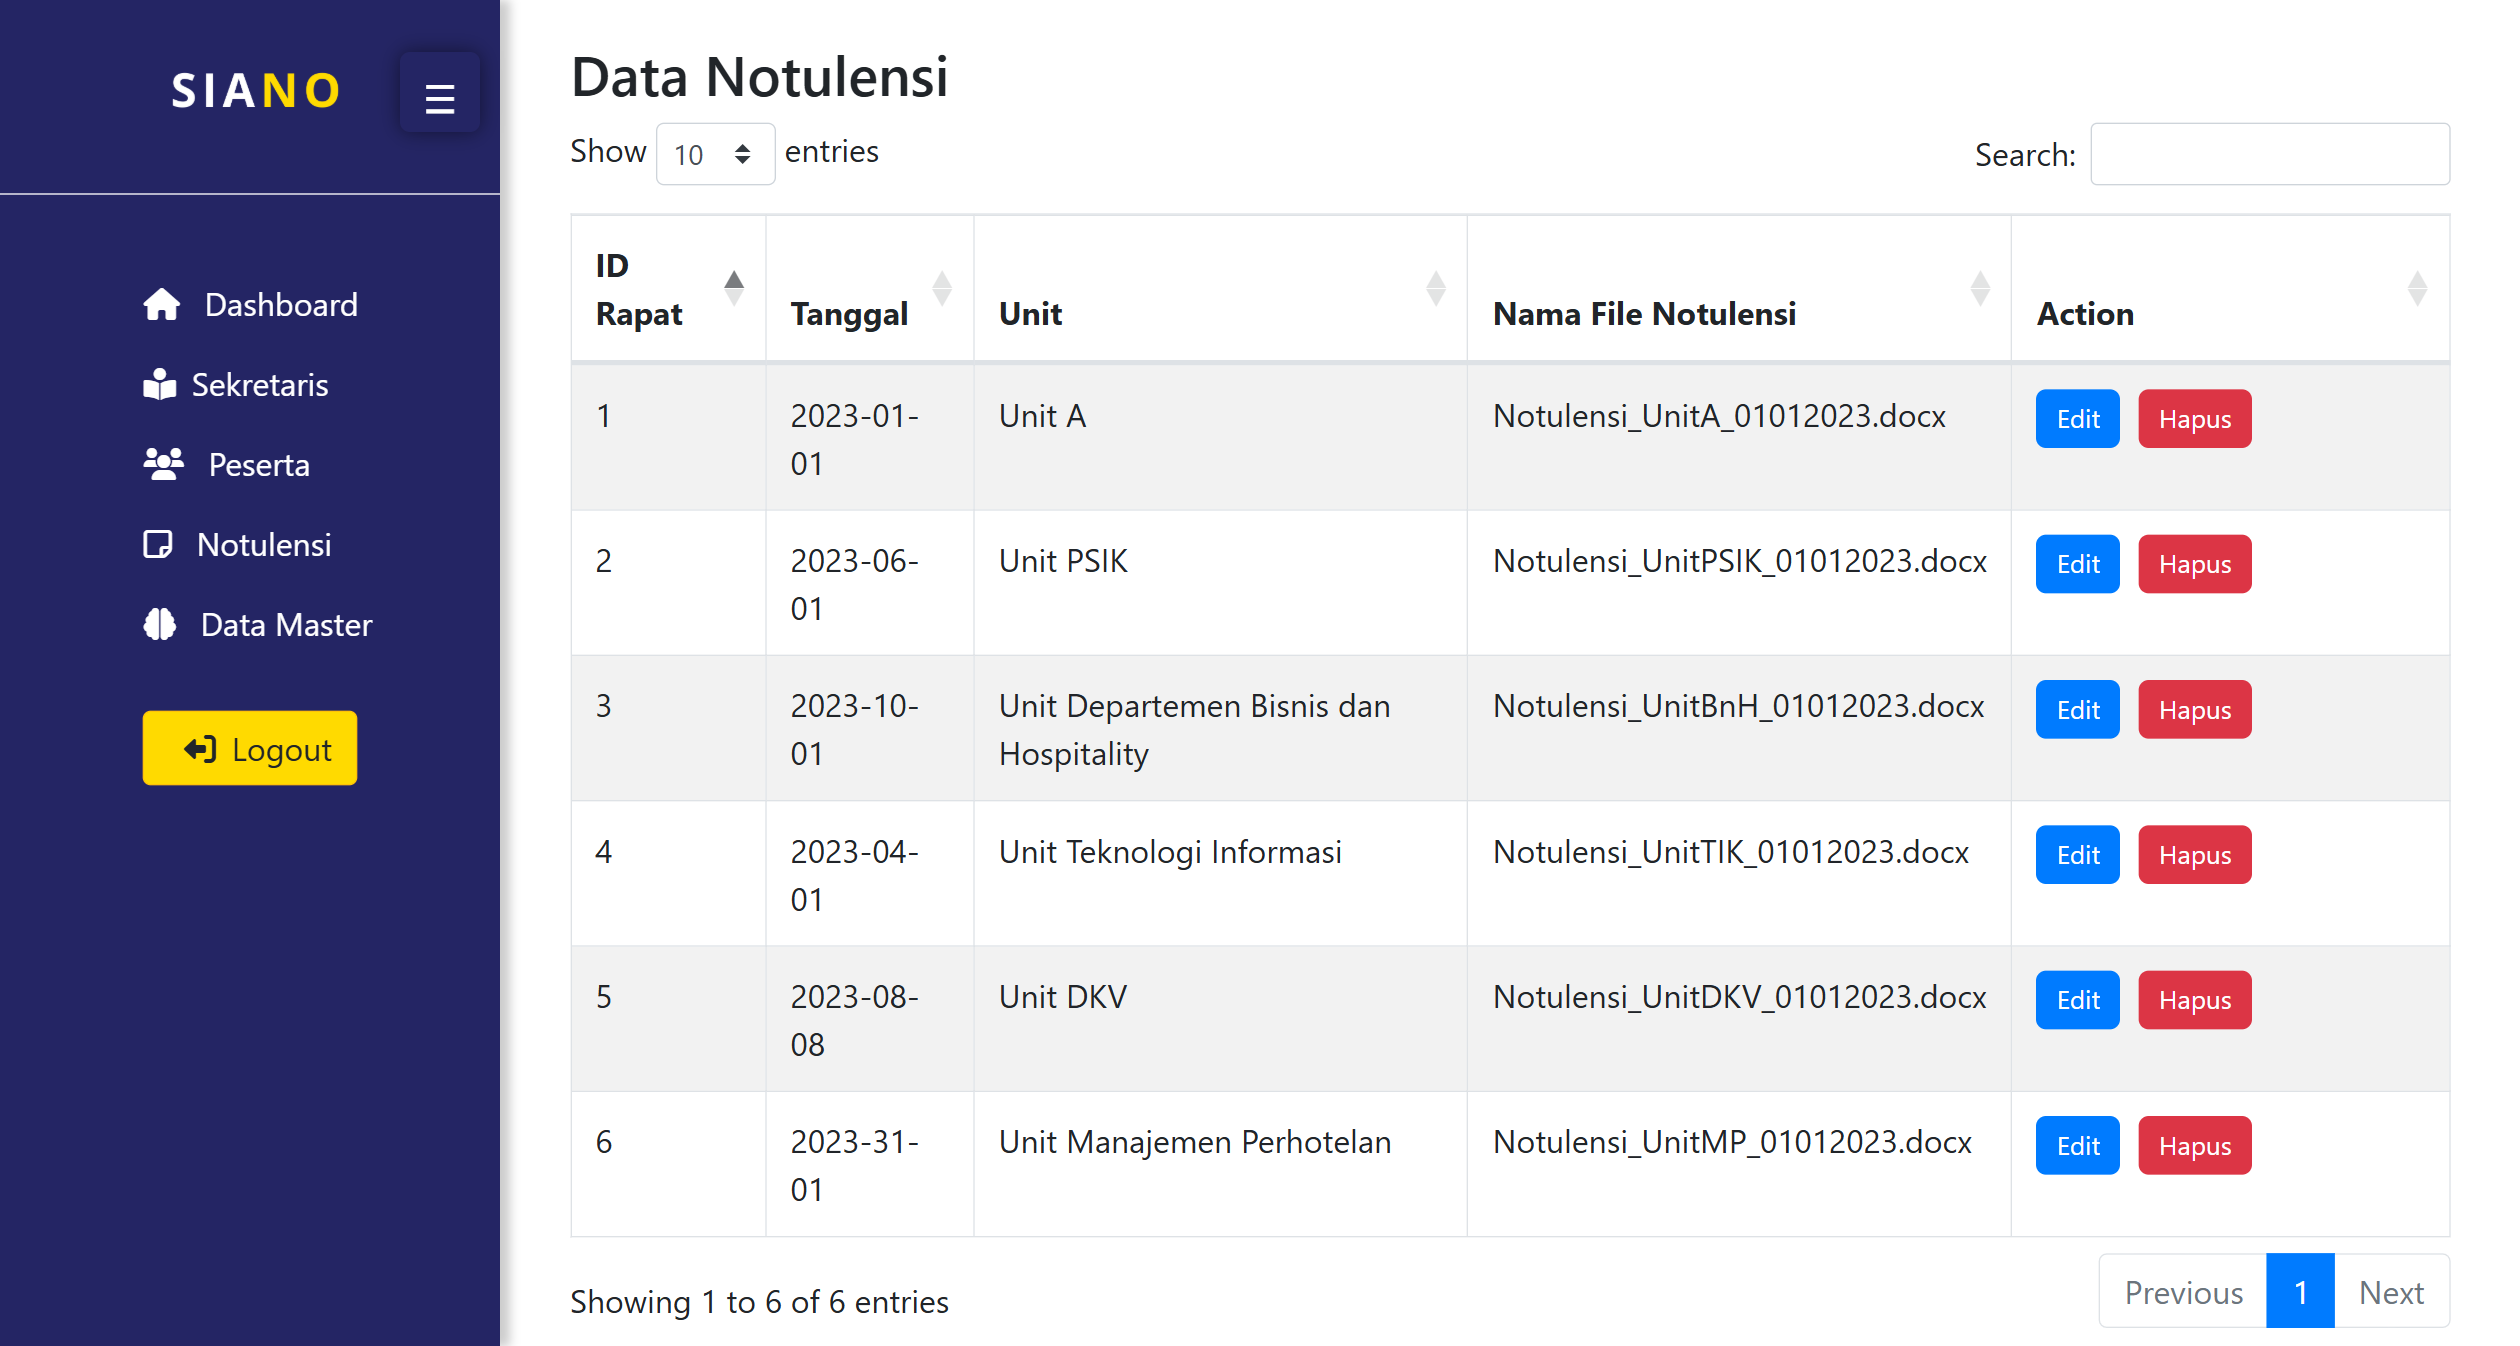 SIANO
Dashboard
Sekretaris
Peserta
Notulensi
Data Master
Logout
Data Notulensi
Show 10 entries
Search:
ID
Rapat
Tanggal
Unit
Nama File Notulensi
Action
1
2023-01-
01
Unit A
Notulensi_UnitA_01012023.docx
Edit
Hapus
2
2023-06-
01
Unit PSIK
Notulensi_UnitPSIK_01012023.docx
Edit
Hapus
3
2023-10-
01
Unit Departemen Bisnis dan
Hospitality
Notulensi_UnitBnH_01012023.docx
Edit
Hapus
4
2023-04-
01
Unit Teknologi Informasi
Notulensi_UnitTIK_01012023.docx
Edit
Hapus
5
2023-08-
08
Unit DKV
Notulensi_UnitDKV_01012023.docx
Edit
Hapus
6
2023-31-
01
Unit Manajemen Perhotelan
Notulensi_UnitMP_01012023.docx
Edit
Hapus
Showing 1 to 6 of 6 entries
Previous
1
Next